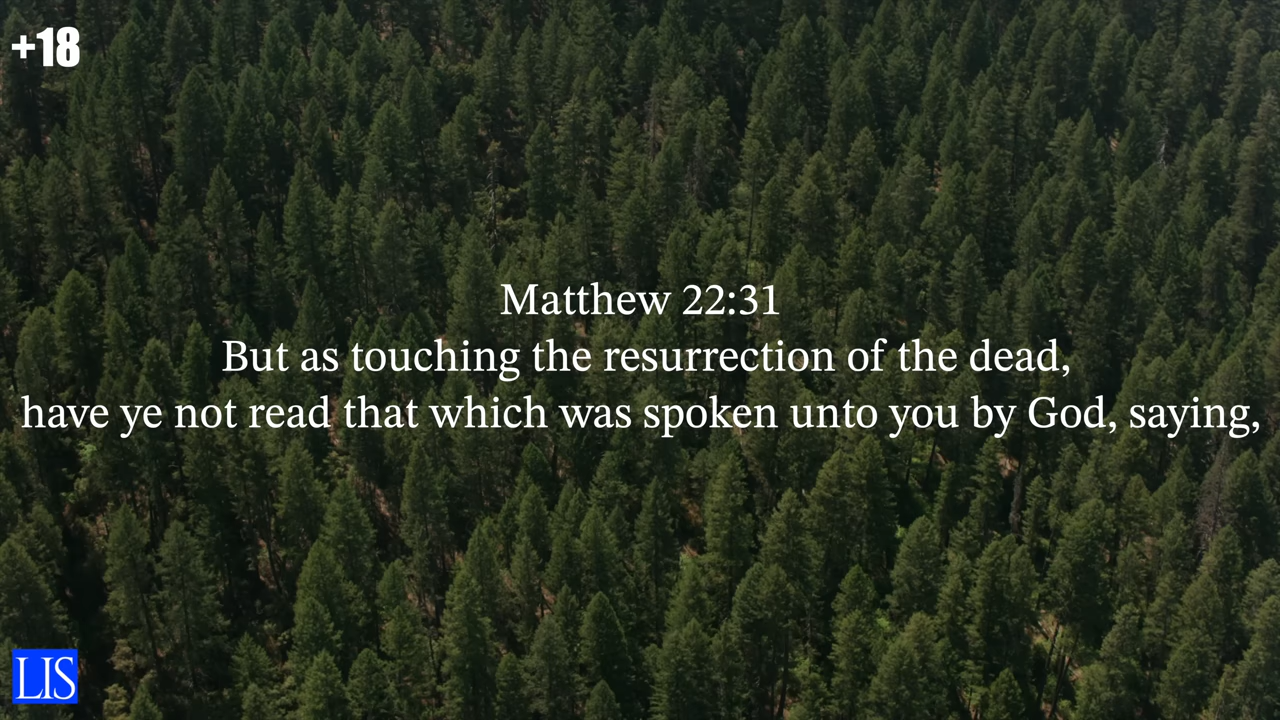 +18
Matthew 22:31
But as touching the resurrection of the dead,
have ye not read that which was spoken unto you by God, saying,
LIS